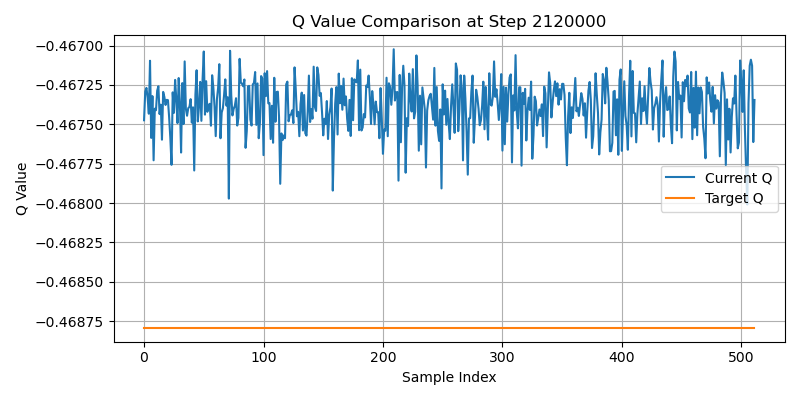 Q Value Comparison at Step 2120000
Q Value
−0.46700
−0.46725
−0.46750
−0.46775
−0.46800
−0.46825
−0.46850
−0.46875
Current Q
Target Q
0 100 200 300 400 500
Sample Index